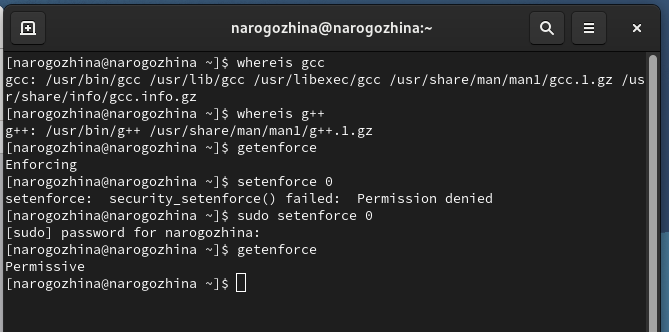 narogozhina@narogozhina:~
[narogozhina@narogozhina ~]$ whereis gcc
gcc: /usr/bin/gcc /usr/lib/gcc /usr/libexec/gcc /usr/share/man/man1/gcc.1.gz /us
r/share/info/gcc.info.gz
[narogozhina@narogozhina ~]$ whereis g++
g++: /usr/bin/g++ /usr/share/man/man1/g++.1.gz
[narogozhina@narogozhina ~]$ getenforce
Enforcing
[narogozhina@narogozhina ~]$ setenforce 0
setenforce:  security_setenforce() failed:  Permission denied
[narogozhina@narogozhina ~]$ sudo setenforce 0
[sudo] password for narogozhina:
[narogozhina@narogozhina ~]$ getenforce
Permissive
[narogozhina@narogozhina ~]$